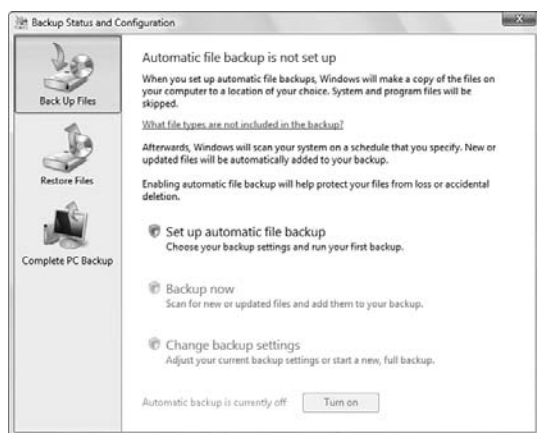 Backup Status and Configuration
Back Up Files
Restore Files
Complete PC Backup
Automatic file backup is not set up
When you set up automatic file backups, Windows will make a copy of the files on
your computer to a location of your choice. System and program files will be
skipped.
What file types are not included in the backup?
Afterwards, Windows will scan your system on a schedule that you specify. New or
updated files will be automatically added to your backup.
Enabling automatic file backup will help protect your files from loss or accidental
deletion.
Set up automatic file backup
Choose your backup settings and run your first backup.
Backup now
Scan for new or updated files and add them to your backup.
Change backup settings
Adjust your current backup settings or start a new, full backup.
Automatic backup is currently off
Turn on